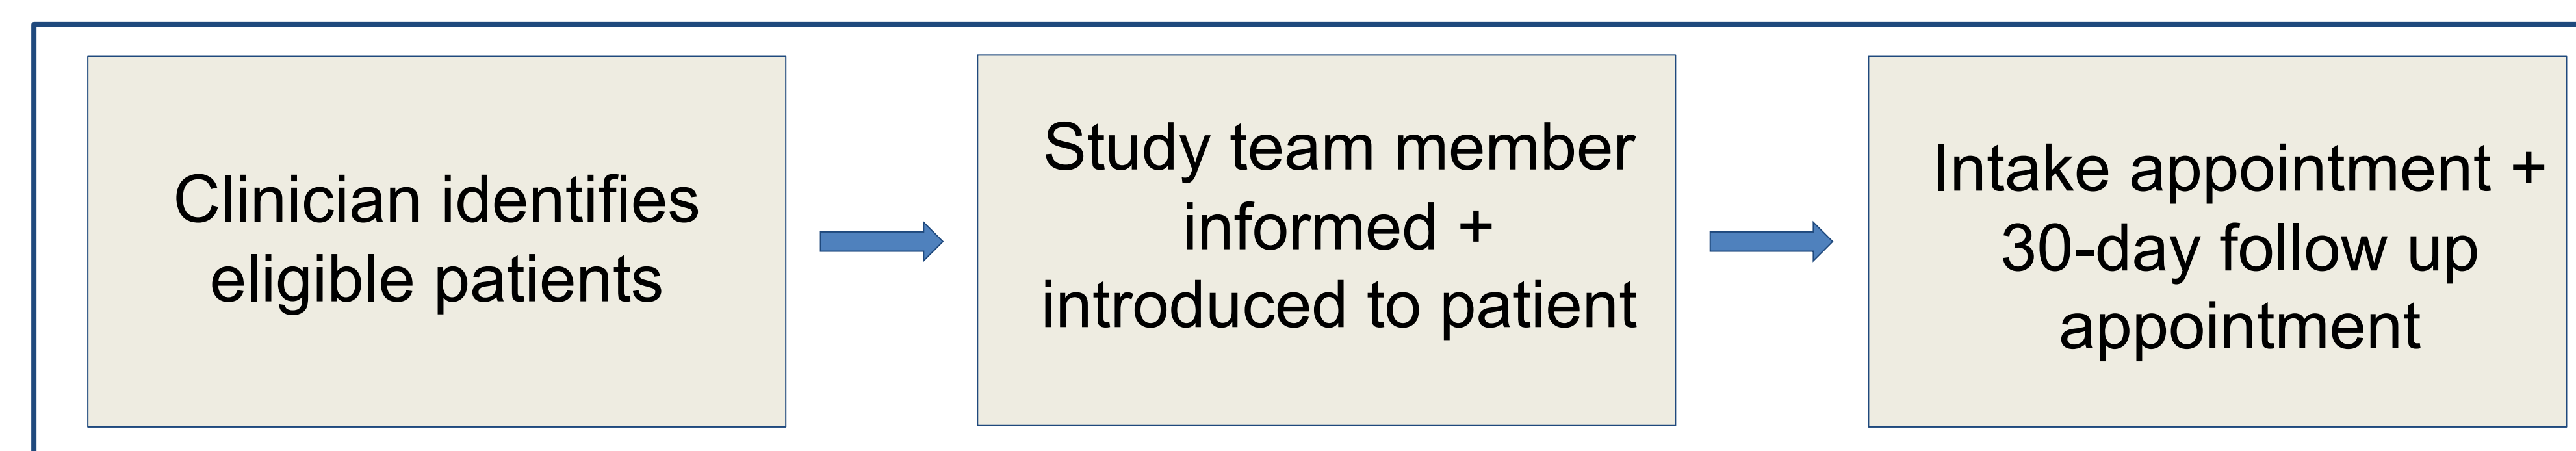 Clinician identifies
eligible patients
Study team member
informed +
introduced to patient
Intake appointment +
30-day follow up
appointment